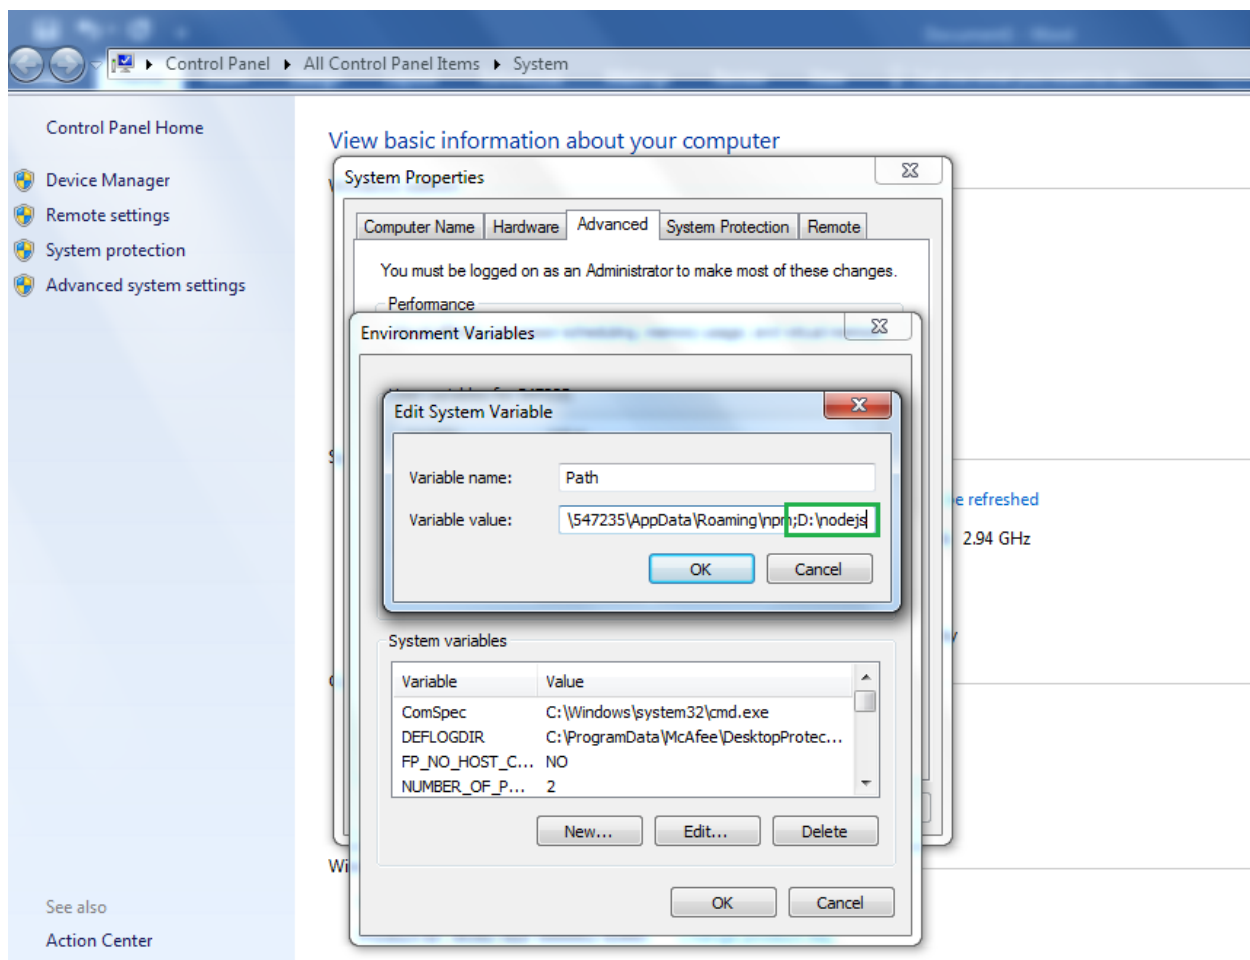 Control Panel ▸ All Control Panel Items ▸ System
Control Panel Home
Device Manager
Remote settings
System protection
Advanced system settings
See also
Action Center
View basic information about your computer
System Properties
Computer Name Hardware Advanced System Protection Remote
You must be logged on as an Administrator to make most of these changes.
Performance
Environment Variables
Edit System Variable
Variable name: Path
Variable value: \547235\AppData\Roaming\npm;D:\nodejs
OK Cancel
System variables
Variable Value
ComSpec C:\Windows\system32\cmd.exe
DEFLOGDIR C:\ProgramData\McAfee\DesktopProtec...
FP_NO_HOST_C... NO
NUMBER_OF_P... 2
New... Edit... Delete
OK Cancel
refreshed
2.94 GHz